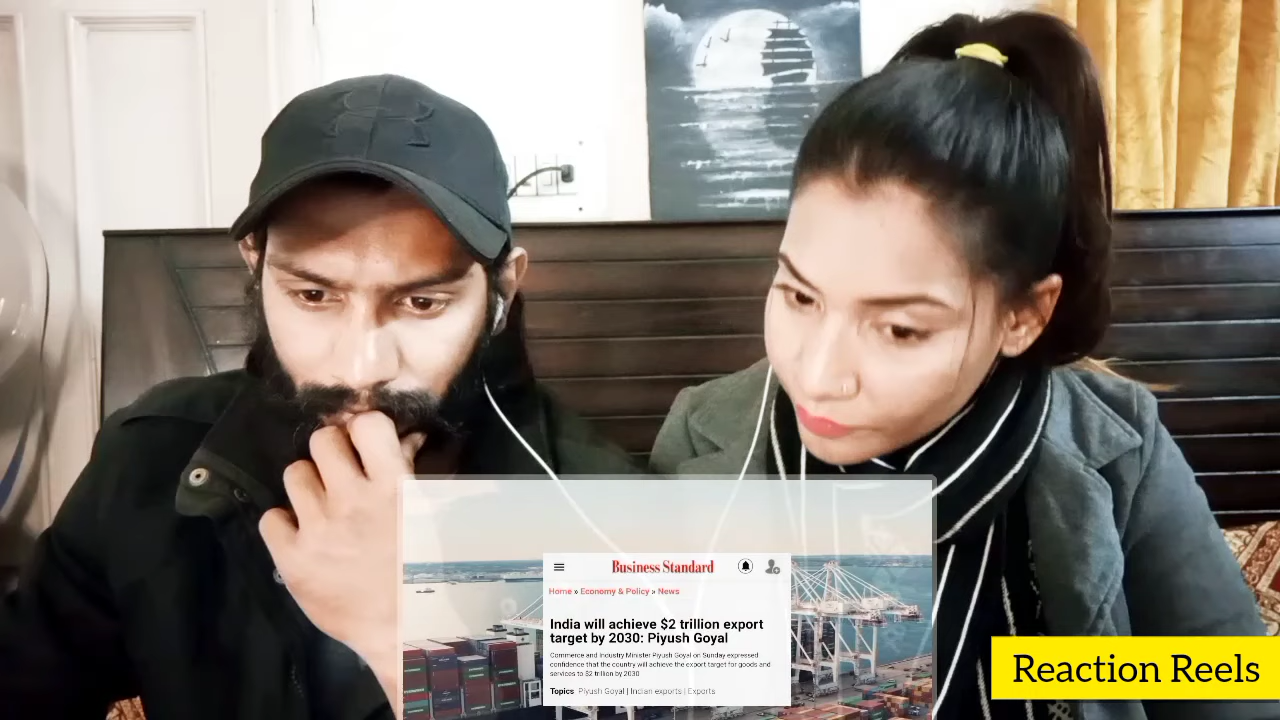 Business Standard
Home » Economy & Policy » News
India will achieve $2 trillion export
target by 2030: Piyush Goyal
Commerce and Industry Minister Piyush Goyal on Sunday expressed
confidence that the country will achieve the export target for goods and
services to $2 trillion by 2030
Topics Piyush Goyal | Indian exports | Exports
Reaction Reels